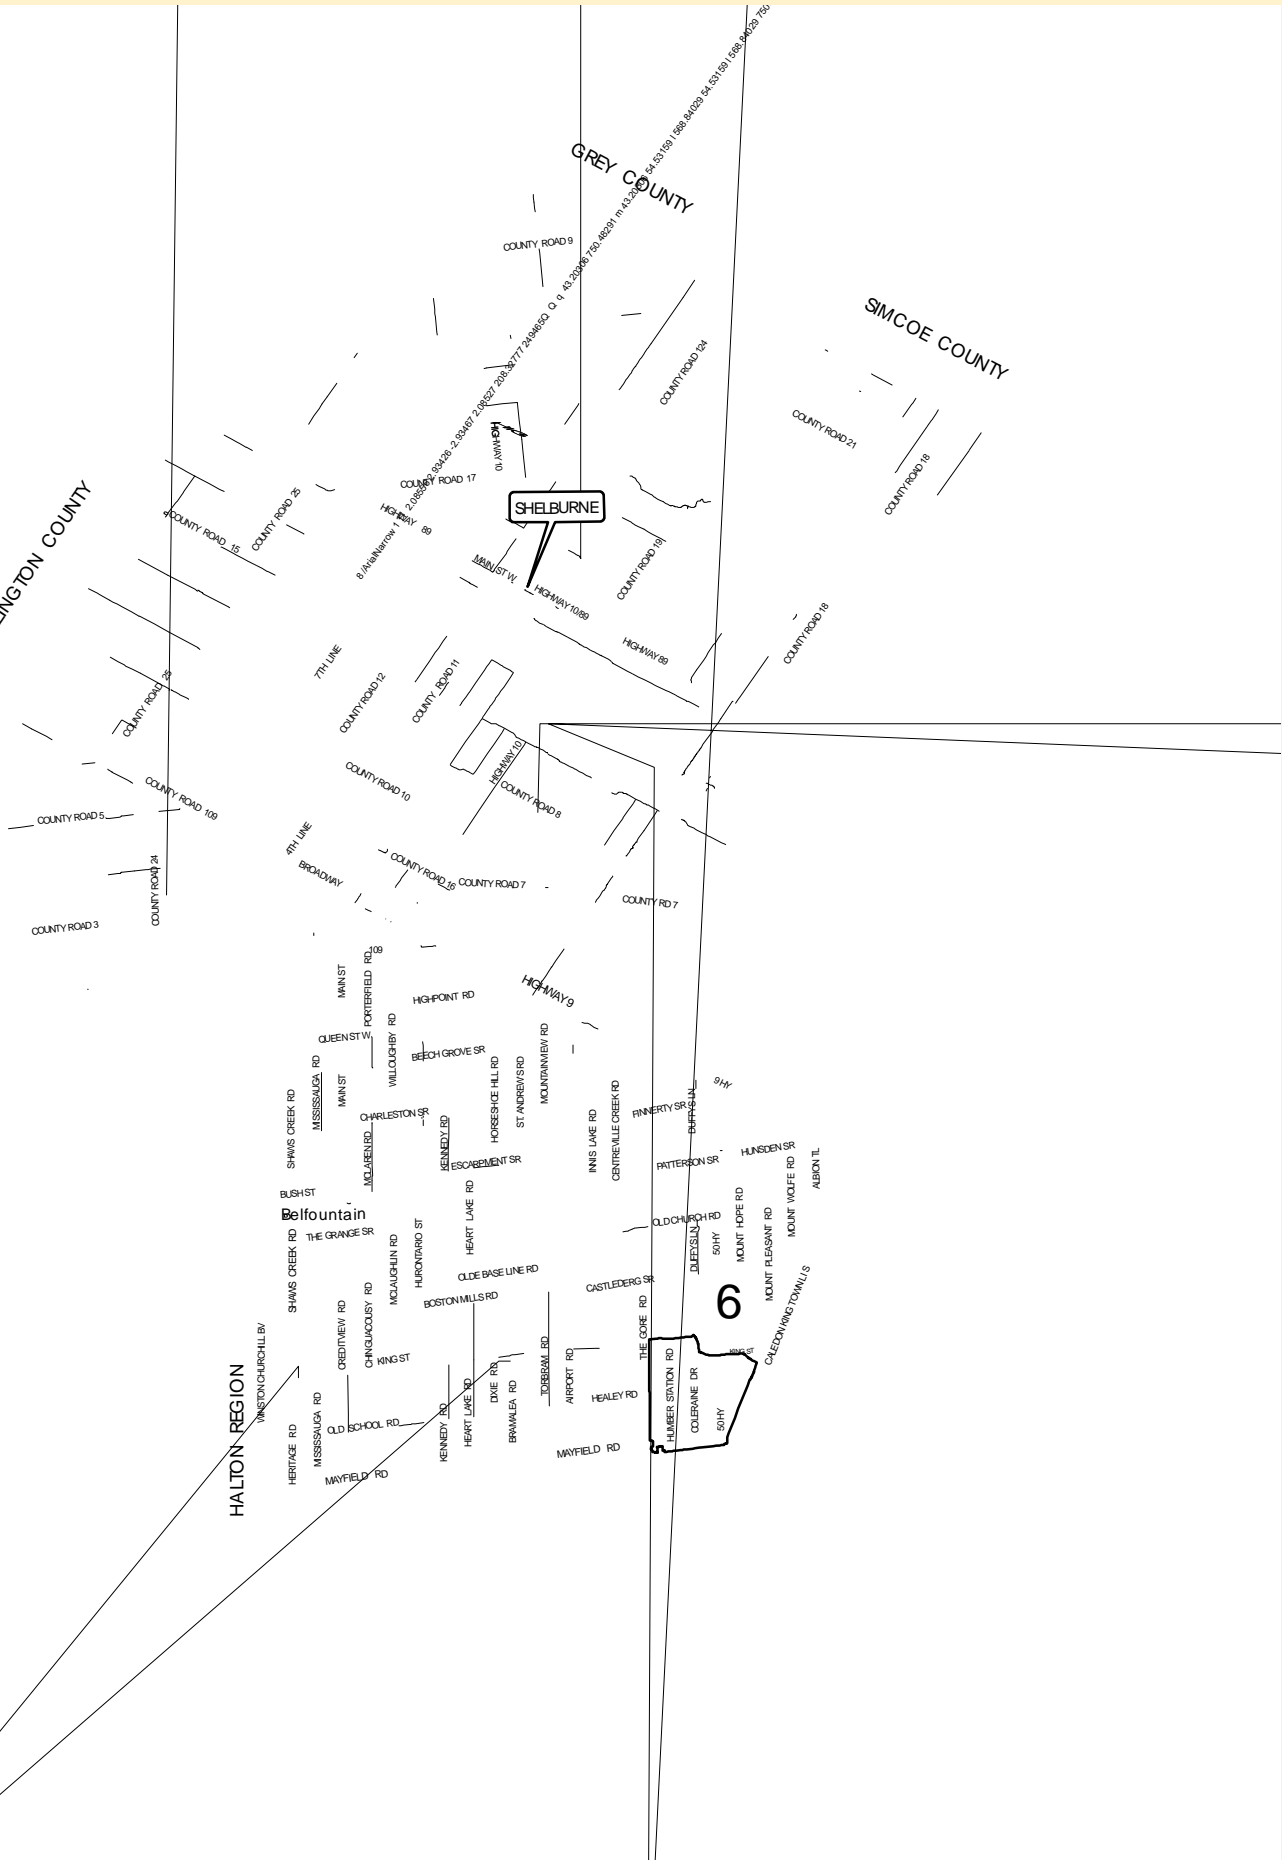 GREY COUNTY
COUNTY ROAD 9
SIMCOE COUNTY
COUNTY ROAD 124
COUNTY ROAD 21
HIGHWAY 10
COUNTY ROAD 18
COUNTY ROAD 17
COUNTY ROAD 25
SHELBURNE
HIGHWAY 89
COUNTY ROAD 15
INGTON COUNTY
MAIN ST W
COUNTY ROAD 19
HIGHWAY 10/89
HIGHWAY 89
COUNTY ROAD 18
7TH LINE
COUNTY ROAD 12
COUNTY ROAD 11
COUNTY ROAD 25
HIGHWAY 10
COUNTY ROAD 10
COUNTY ROAD 8
COUNTY ROAD 109
COUNTY ROAD 5
4TH LINE
COUNTY ROAD 24
BROADWAY
COUNTY ROAD 16
COUNTY ROAD 7
COUNTY RD 7
COUNTY ROAD 3
109
MAIN ST
PORTERFIELD RD
HIGHPOINT RD
HIGHWAY 9
QUEEN ST W
WILLOUGHBY RD
BEECH GROVE SR
HORSESHOE HILL RD
ST ANDREWS RD
MOUNTAINVIEW RD
MISSISSAUGA RD
MAIN ST
SHAWS CREEK RD
CHARLESTON SR
INNIS LAKE RD
CENTREVILLE CREEK RD
FINNERTY SR
DUFFYS LN
9 HY
MCLAREN RD
KENNEDY RD
ESCARPMENT SR
PATTERSON SR
HUNSDEN SR
ALBION TL
MOUNT WOLFE RD
BUSH ST
Belfountain
THE GRANGE SR
HEART LAKE RD
OLD CHURCH RD
MOUNT HOPE RD
MOUNT PLEASANT RD
SHAWS CREEK RD
MCLAUGHLIN RD
HURONTARIO ST
DUFFYS LN
50 HY
OLDE BASE LINE RD
CASTLEDERG SR
BOSTON MILLS RD
6
CALEDON KING TOWNLI S
THE GORE RD
CREDITVIEW RD
CHINGUACOUSY RD
WINSTON CHURCHILL BV
KING ST
KING ST
HALTON REGION
DIXIE RD
TORBRAM RD
AIRPORT RD
HEALEY RD
HUMBER STATION RD
COLERAINE DR
50 HY
HERITAGE RD
MISSISSAUGA RD
OLD SCHOOL RD
KENNEDY RD
HEART LAKE RD
BRAMALEA RD
MAYFIELD RD
MAYFIELD RD